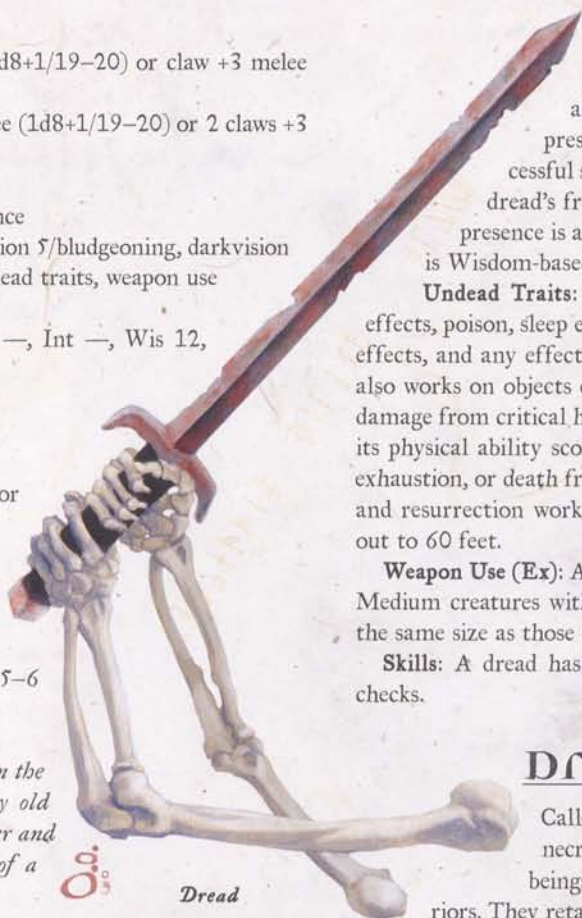 d8+1/19–20) or claw +3 melee
ee (1d8+1/19–20) or 2 claws +3
nce
ion 5/bludgeoning, darkvision
ead traits, weapon use
—, Int —, Wis 12,
or
5–6
n the
y old
er and
of a
Dread
a
pres
cessful s
dread's fr
presence is a
is Wisdom-based
Undead Traits:
effects, poison, sleep e
effects, and any effect
also works on objects o
damage from critical h
its physical ability sco
exhaustion, or death fr
and resurrection work
out to 60 feet.
Weapon Use (Ex): A
Medium creatures with
the same size as those
Skills: A dread has
checks.
Call
necr
being
riors. They retai